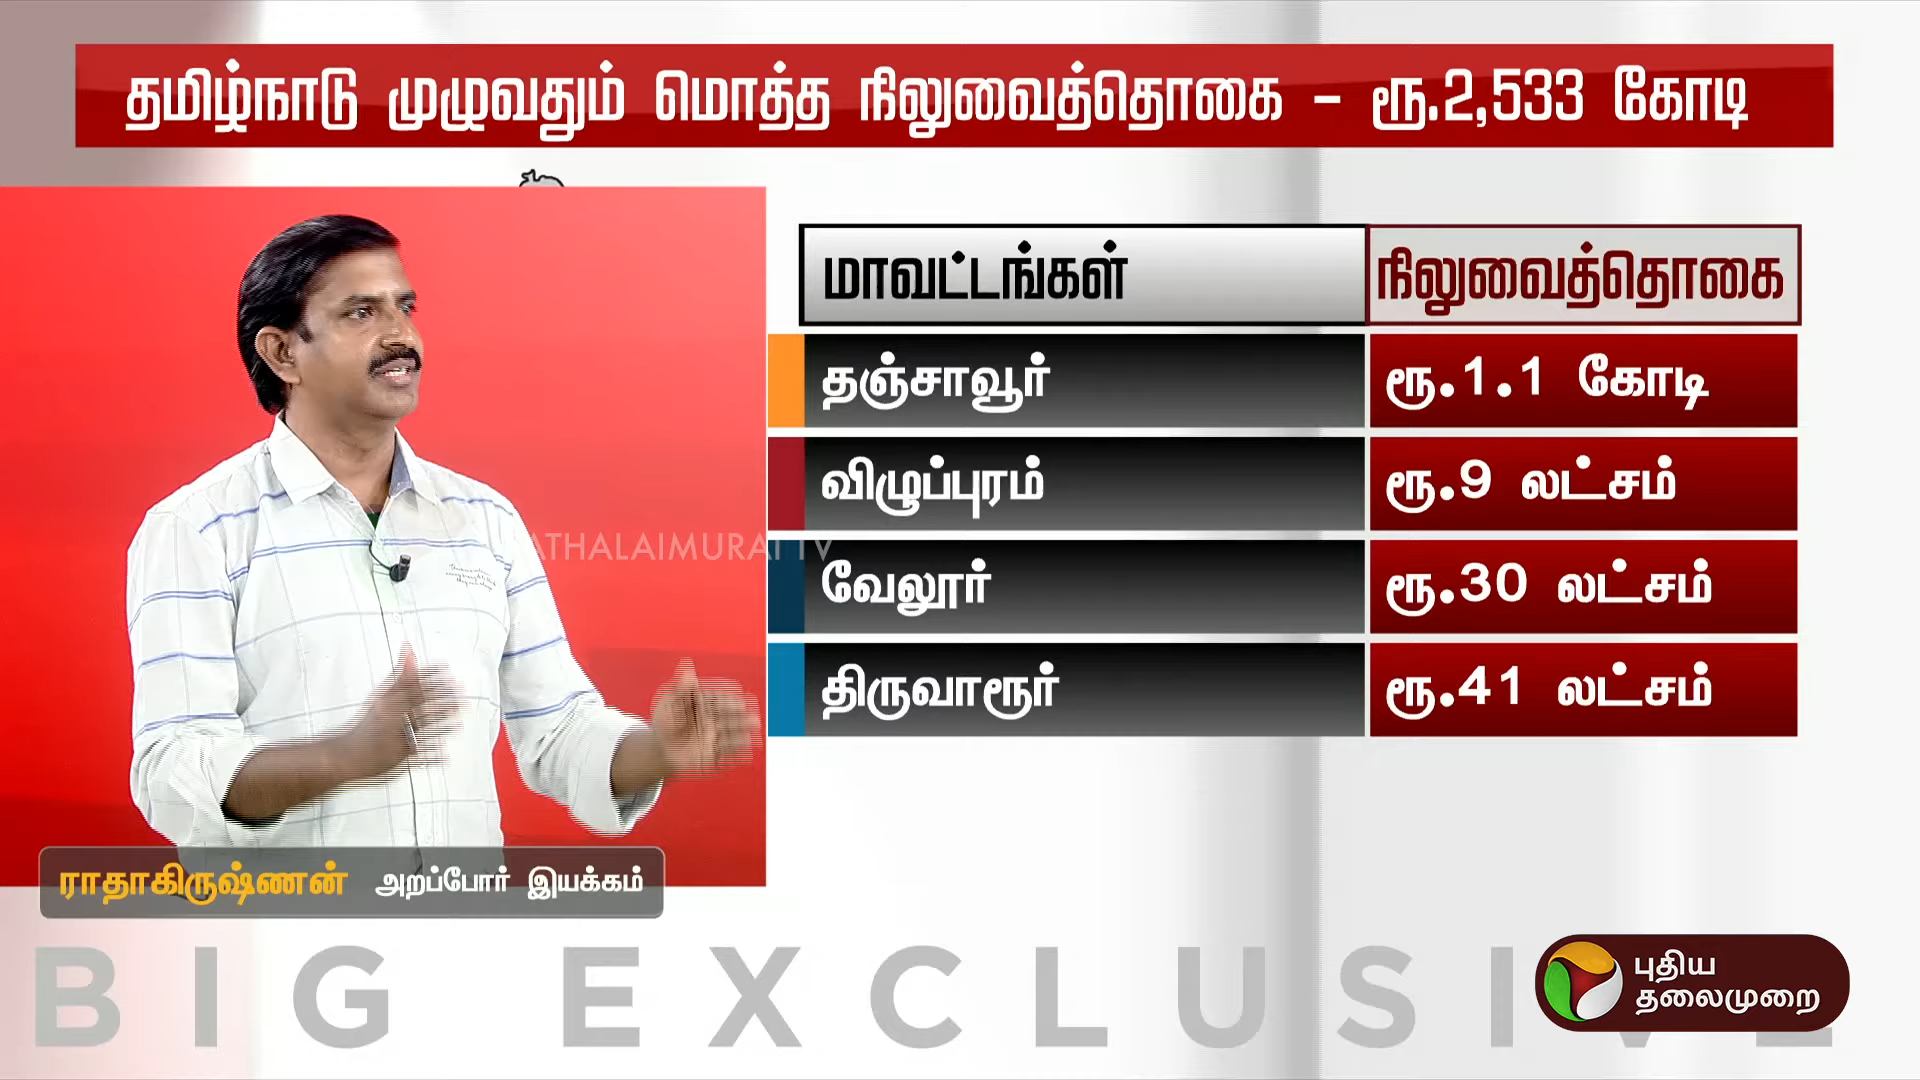 தமிழ்நாடு முழுவதும் மொத்த நிலுவைத்தொகை – ரூ.2,533 கோடி
மாவட்டங்கள் நிலுவைத்தொகை
தஞ்சாவூர் ரூ.1.1 கோடி
விழுப்புரம் ரூ.9 லட்சம்
வேலூர் ரூ.30 லட்சம்
திருவாரூர் ரூ.41 லட்சம்
ATHALAIMURAI TV
ராதாகிருஷ்ணன் அறப்போர் இயக்கம்
BIG EXCLUSIVE
புதிய
தலைமுறை